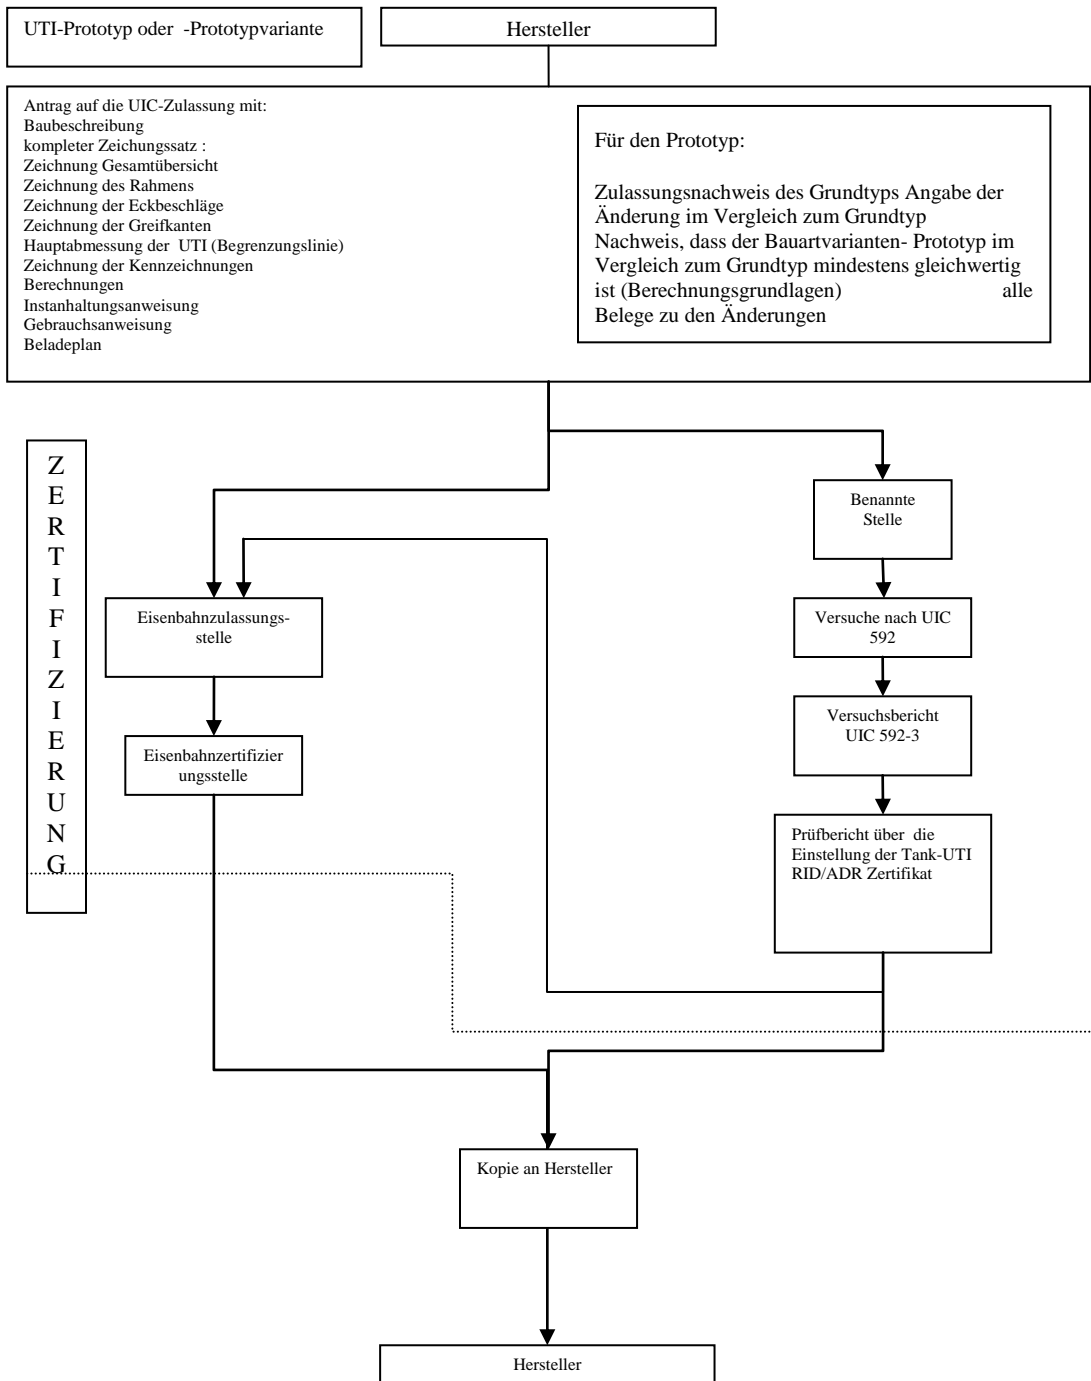 UTI-Prototyp oder -Prototypvariante
Hersteller
Antrag auf die UIC-Zulassung mit:
Baubeschreibung
kompleter Zeichungssatz :
Zeichnung Gesamtübersicht
Zeichnung des Rahmens
Zeichnung der Eckbeschläge
Zeichnung der Greifkanten
Hauptabmessung der UTI (Begrenzungslinie)
Zeichnung der Kennzeichnungen
Berechnungen
Instanhaltungsanweisung
Gebrauchsanweisung
Beladeplan
Für den Prototyp:
Zulassungsnachweis des Grundtyps Angabe der
Änderung im Vergleich zum Grundtyp
Nachweis, dass der Bauartvarianten- Prototyp im
Vergleich zum Grundtyp mindestens gleichwertig
ist (Berechnungsgrundlagen) alle
Belege zu den Änderungen
Z
E
R
T
I
F
I
Z
I
E
R
U
N
G
Benannte
Stelle
Eisenbahnzulassungs-
stelle
Versuche nach UIC
592
Versuchsbericht
UIC 592-3
Eisenbahnzertifizier
ungsstelle
Prüfbericht über die
Einstellung der Tank-UTI
RID/ADR Zertifikat
Kopie an Hersteller
Hersteller